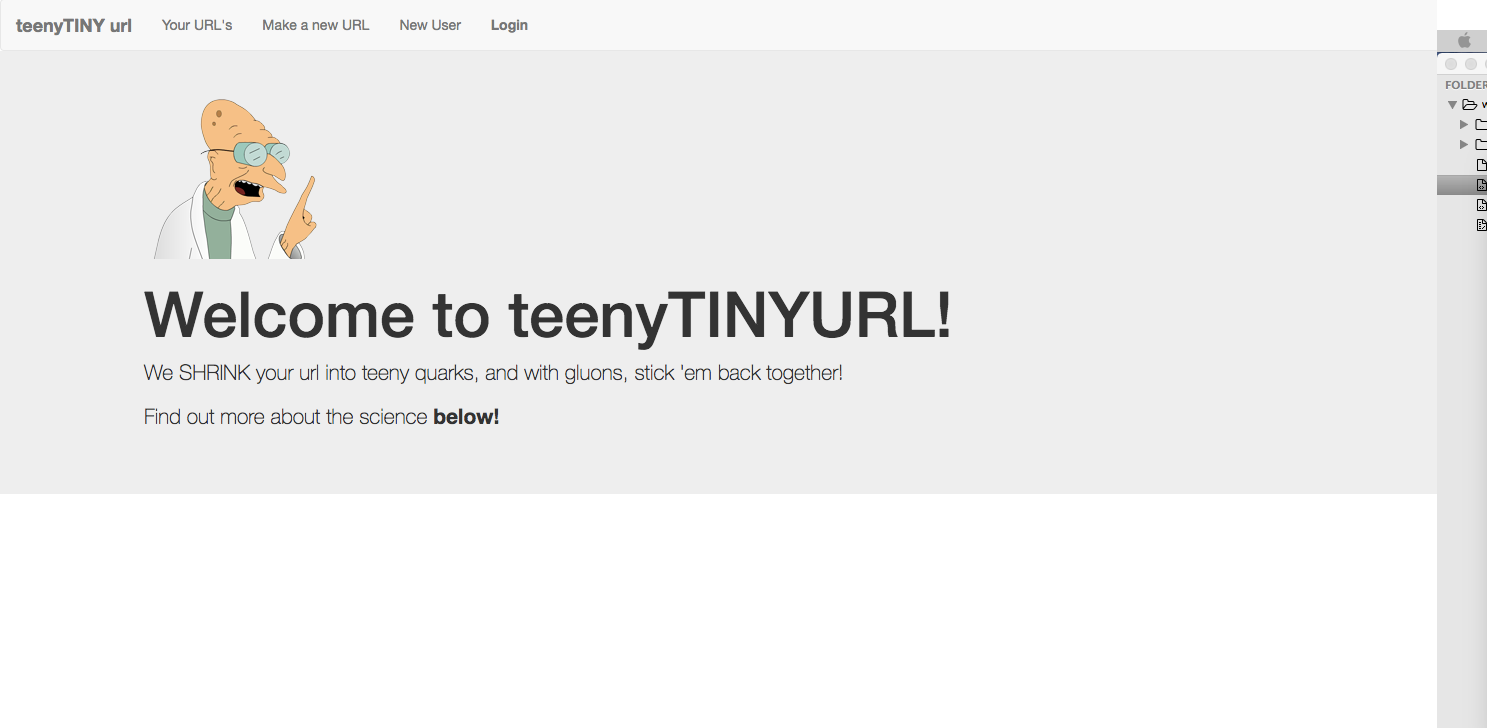 teenyTINY url Your URL's Make a new URL New User Login
Welcome to teenyTINYURL!
We SHRINK your url into teeny quarks, and with gluons, stick 'em back together!
Find out more about the science below!